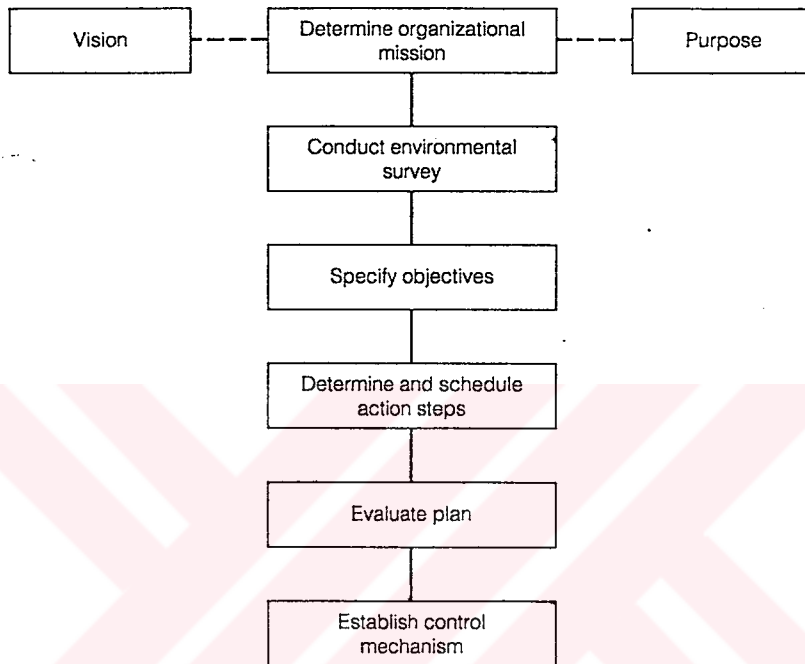 Vision
Determine organizational
mission
Purpose
Conduct environmental
survey
Specify objectives
Determine and schedule
action steps
Evaluate plan
Establish control
mechanism